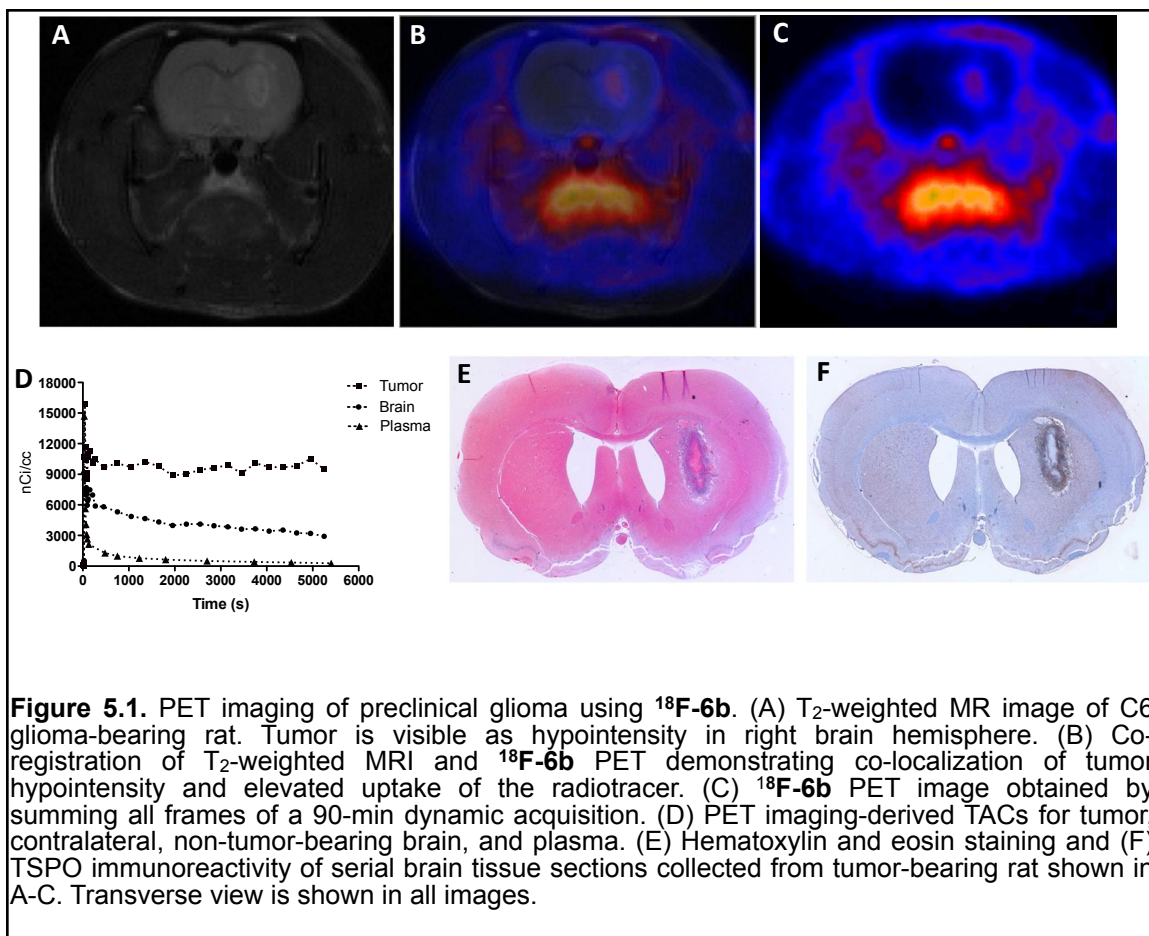 A
B
C
D
18000
15000
12000
9000
6000
3000
0
nCi/cc
0 1000 2000 3000 4000 5000 6000
Time (s)
Tumor
Brain
Plasma
E
F
Figure 5.1. PET imaging of preclinical glioma using ¹⁸F-6b. (A) T₂-weighted MR image of C6
glioma-bearing rat. Tumor is visible as hypointensity in right brain hemisphere. (B) Co-
registration of T₂-weighted MRI and ¹⁸F-6b PET demonstrating co-localization of tumor
hypointensity and elevated uptake of the radiotracer. (C) ¹⁸F-6b PET image obtained by
summing all frames of a 90-min dynamic acquisition. (D) PET imaging-derived TACs for tumor,
contralateral, non-tumor-bearing brain, and plasma. (E) Hematoxylin and eosin staining and (F)
TSPO immunoreactivity of serial brain tissue sections collected from tumor-bearing rat shown in
A-C. Transverse view is shown in all images.